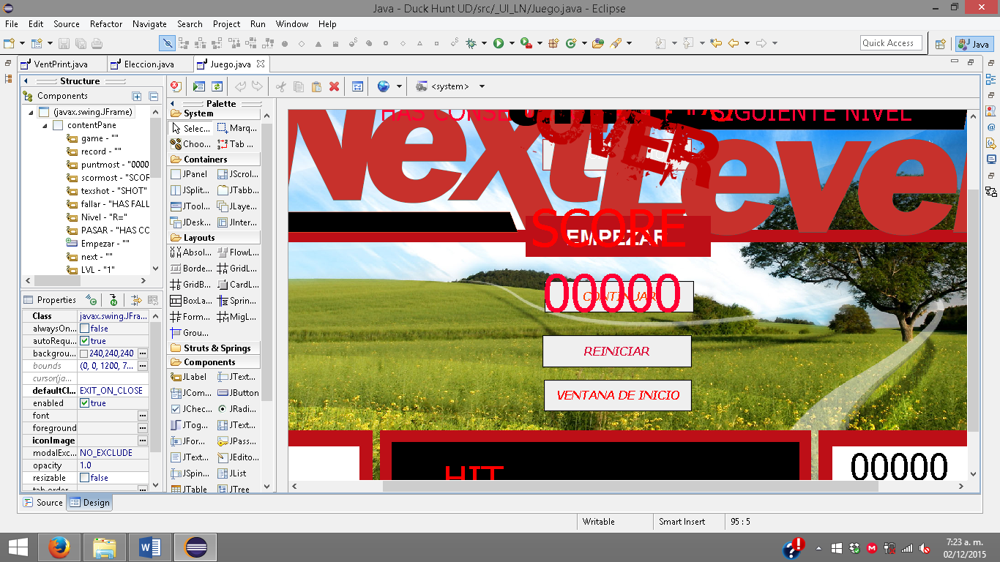 Java - Duck Hunt UD/src/_UI_LN/Juego.java - Eclipse
File Edit Source Refactor Navigate Search Project Run Window Help
Quick Access
Java
VentPrint.java Eleccion.java Juego.java
Structure
Components
(javax.swing.JFrame)
contentPane
game - ""
record - ""
puntmost - "0000
scormost - "SCOR
texshot - "SHOT"
fallar - "HAS FALL
Nivel - "R="
PASAR - "HAS CO
Empezar - ""
next - ""
LVL - "1"
Properties
Class javax.swing.JFra...
alwaysOn... false
autoRequ... true
backgrou... 240,240,240
bounds (0, 0, 1200, 7...
cursor(ja...
defaultCl... EXIT_ON_CLOSE
enabled true
font
foreground
iconImage
modalExc... NO_EXCLUDE
opacity 1.0
resizable false
tab order
<system>
Palette
System
Selec... Marq...
Choo... Tab ...
Containers
JPanel JScrol...
JSplit... JTabb...
JTool... JLaye...
JDesk... JInter...
Layouts
Absol... FlowL...
Borde... GridL...
GridB... CardL...
BoxLa... Sprin...
Form... MigL...
Grou...
Struts & Springs
Components
JLabel JText...
JCom... JButton
JChec... JRadi...
JTog... JText...
JFor... JPass...
JText... JEdito...
JSpin... JList
JTable JTree
SIGUIENTE NIVEL
OVER
Next Level
SCORE
EMPEZAR
00000
CONTINUAR
REINICIAR
VENTANA DE INICIO
HIT
00000
Source Design
Writable Smart Insert 95 : 5
7:23 a. m.
02/12/2015